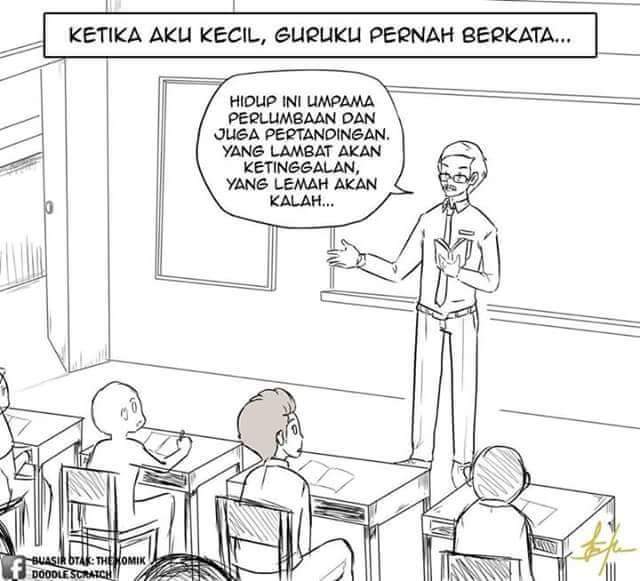 KETIKA AKU KECIL, GURUKU PERNAH BERKATA...
HIDUP INI UMPAMA
PERLUMBAAN DAN
JUGA PERTANDINGAN.
YANG LAMBAT AKAN
KETINGGALAN,
YANG LEMAH AKAN
KALAH...
f
BUASIR OTAK: THE KOMIK
DOODLE SCRATCH